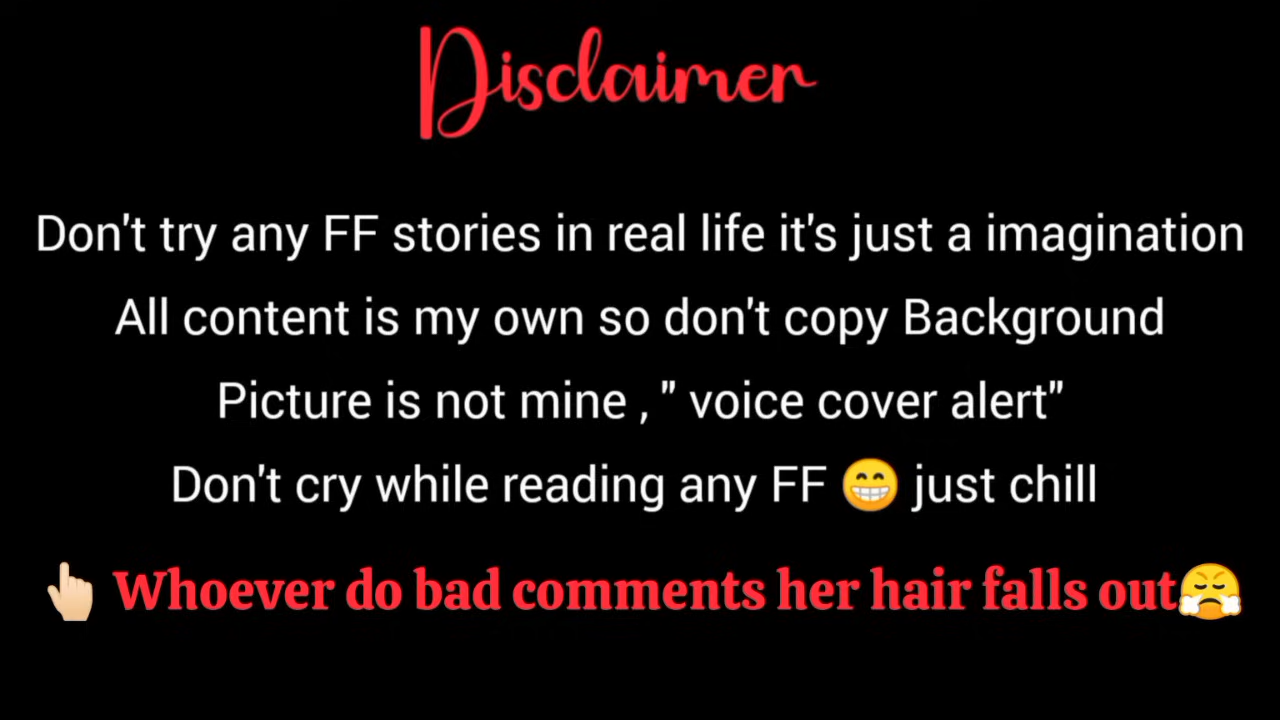 Disclaimer
Don't try any FF stories in real life it's just a imagination
All content is my own so don't copy Background
Picture is not mine , " voice cover alert"
Don't cry while reading any FF 😁 just chill
👆🏻 Whoever do bad comments her hair falls out😤